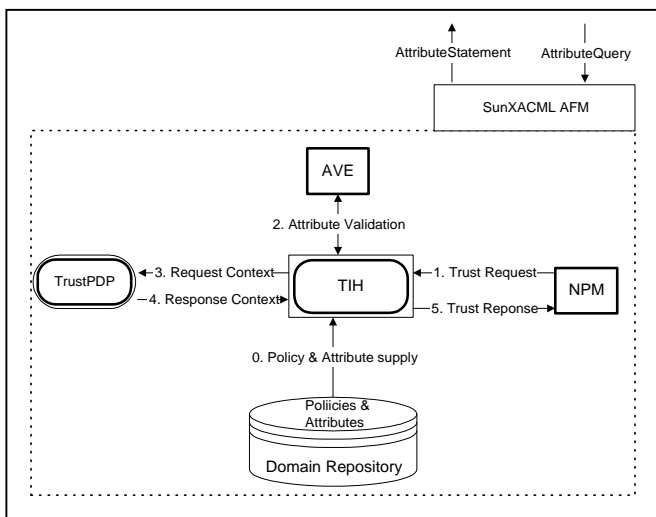 AttributeStatement
AttributeQuery
SunXACML AFM
AVE
2. Attribute Validation
TrustPDP
3. Request Context
4. Response Context
TIH
1. Trust Request
5. Trust Reponse
NPM
0. Policy & Attribute supply
Poliicies &
Attributes
Domain Repository